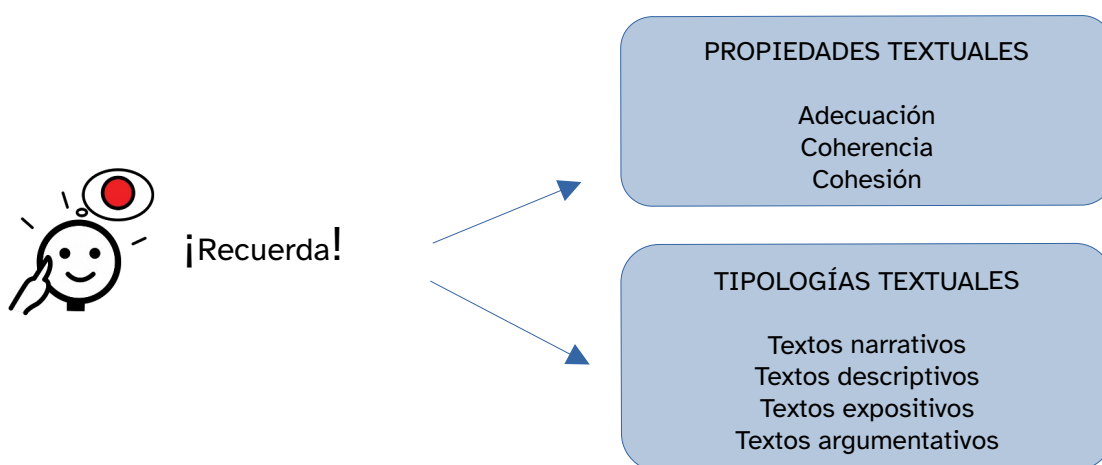 ¡Recuerda!
PROPIEDADES TEXTUALES
Adecuación
Coherencia
Cohesión
TIPOLOGÍAS TEXTUALES
Textos narrativos
Textos descriptivos
Textos expositivos
Textos argumentativos